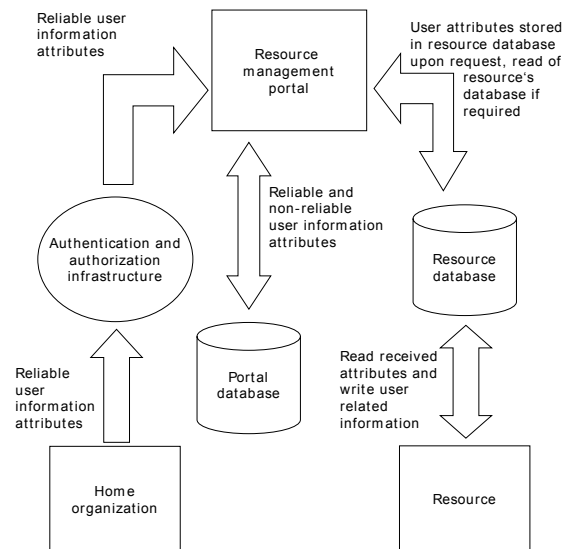 Reliable user
information
attributes
Resource
management
portal
User attributes stored
in resource database
upon request, read of
resource‘s
database if
required
Reliable and
non-reliable
user information
attributes
Authentication and
authorization
infrastructure
Resource
database
Reliable
user
information
attributes
Portal
database
Read received
attributes and
write user
related
information
Home
organization
Resource